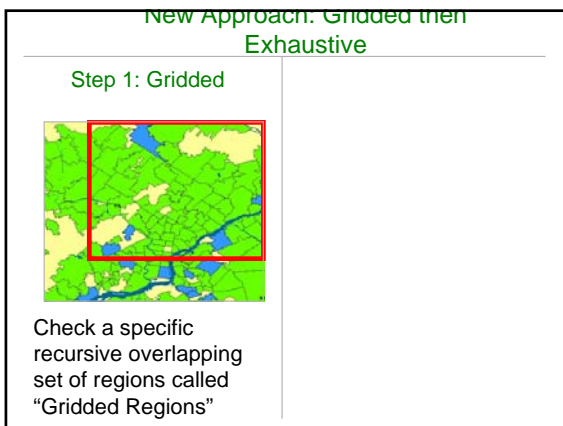 New Approach: Gridded then
Exhaustive
Step 1: Gridded
Check a specific
recursive overlapping
set of regions called
“Gridded Regions”